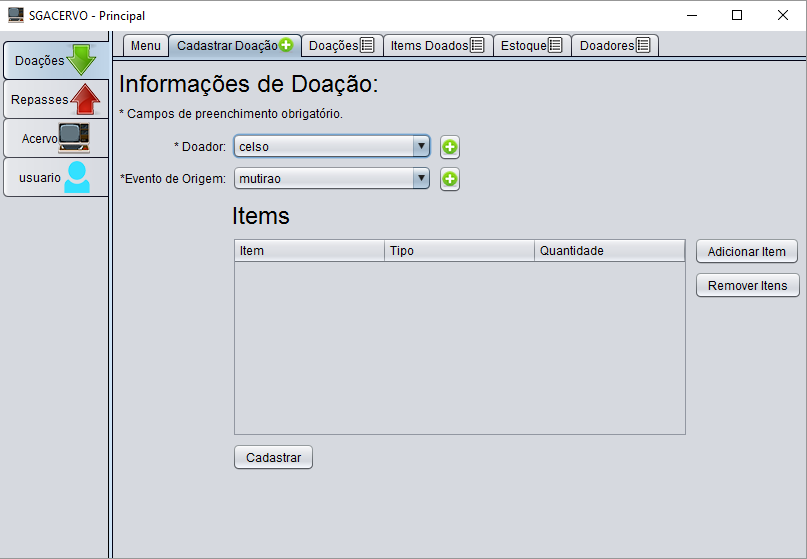 SGACERVO - Principal
Doações
Repasses
Acervo
usuario
Menu
Cadastrar Doação
Doações
Items Doados
Estoque
Doadores
Informações de Doação:
* Campos de preenchimento obrigatório.
* Doador:
celso
*Evento de Origem:
mutirao
Items
Item
Tipo
Quantidade
Adicionar Item
Remover Itens
Cadastrar